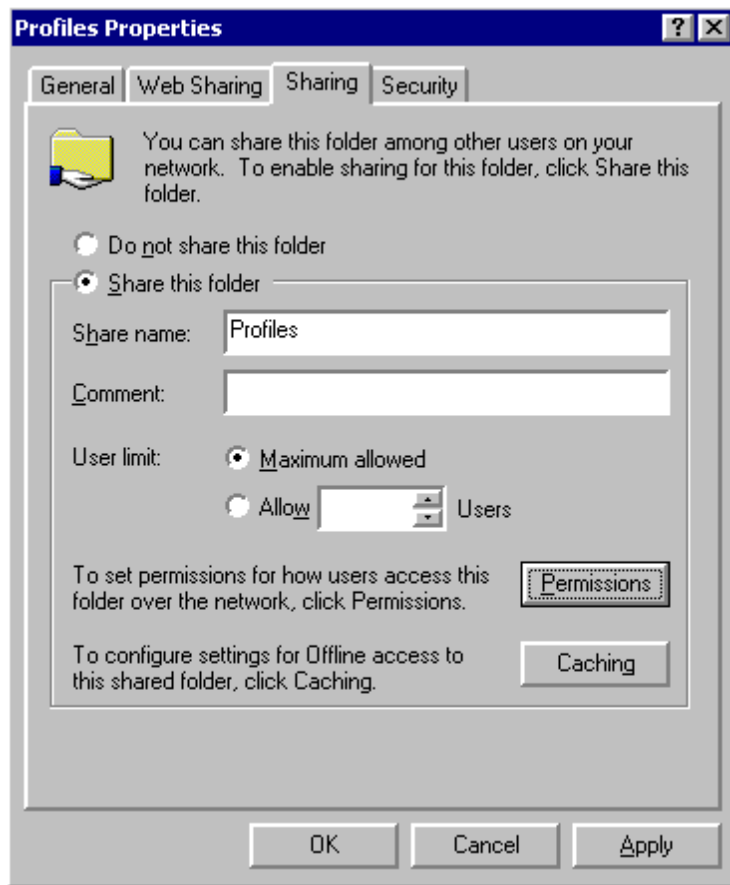 Profiles Properties
General Web Sharing Sharing Security
You can share this folder among other users on your
network. To enable sharing for this folder, click Share this
folder.
Do not share this folder
Share this folder
Share name: Profiles
Comment:
User limit: Maximum allowed
Allow Users
To set permissions for how users access this
folder over the network, click Permissions.
Permissions
To configure settings for Offline access to
this shared folder, click Caching.
Caching
OK Cancel Apply